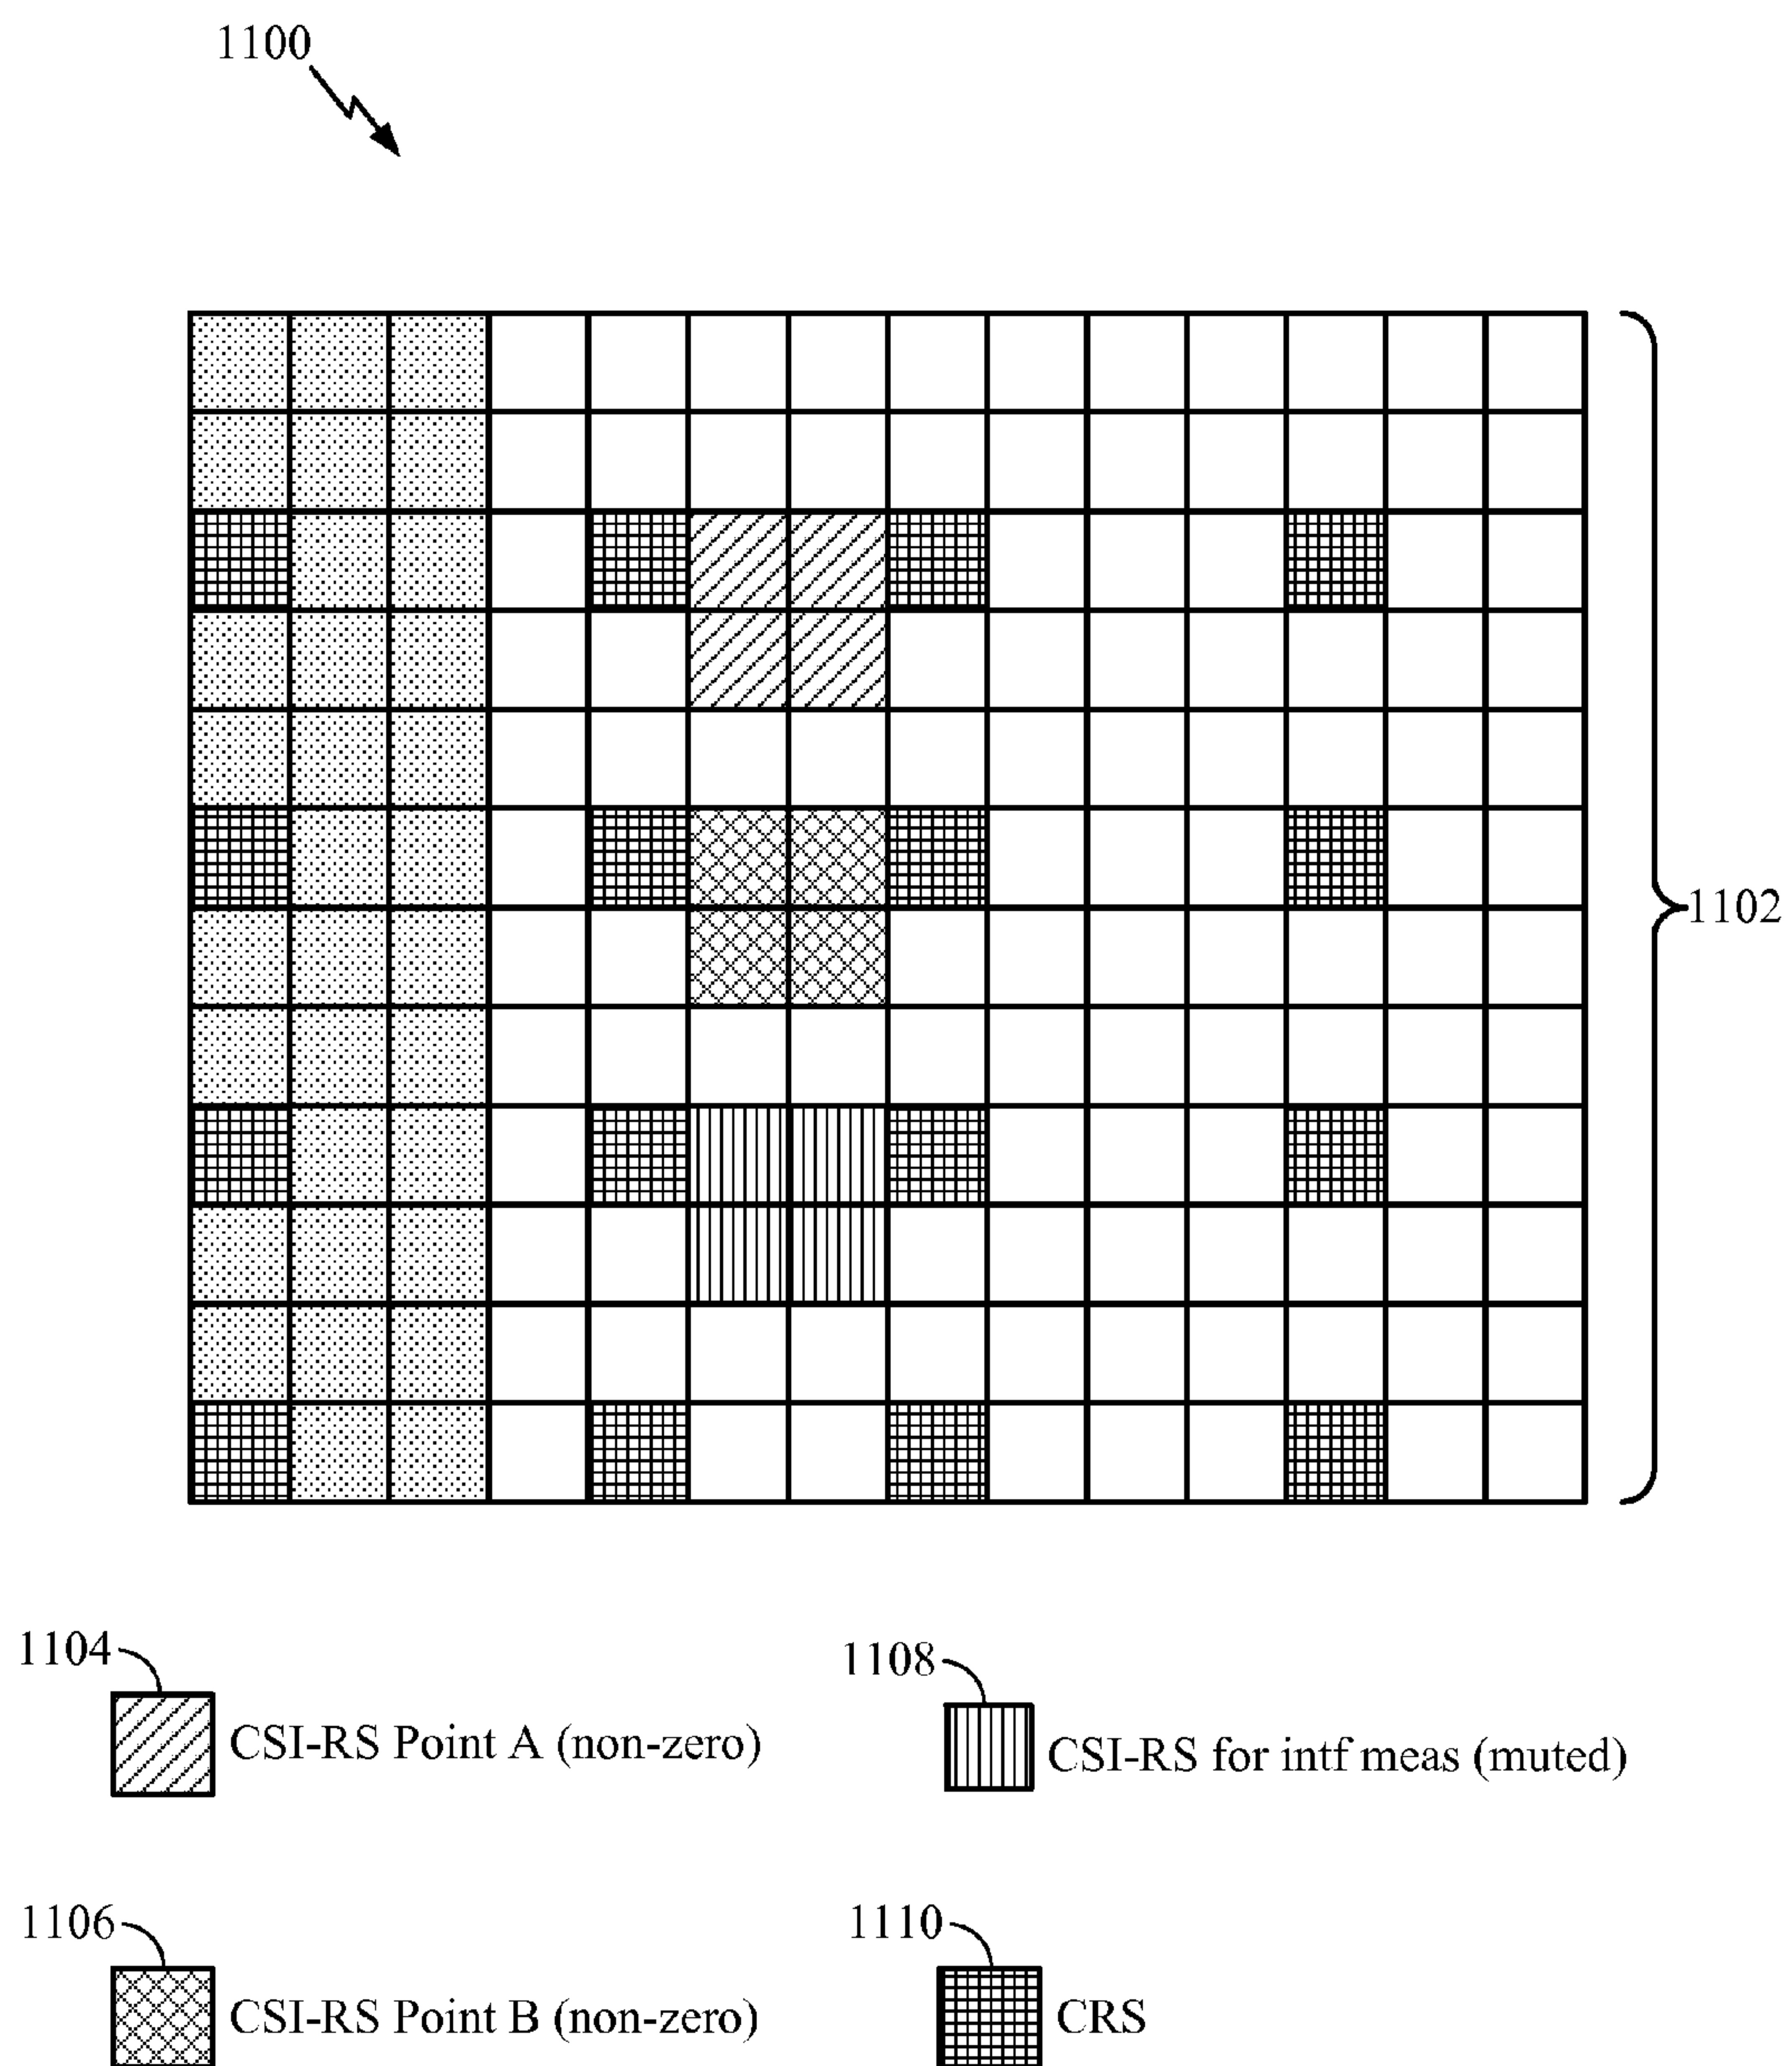 1100
1102
1104
CSI-RS Point A (non-zero)
1108
CSI-RS for intf meas (muted)
1106
CSI-RS Point B (non-zero)
1110
CRS